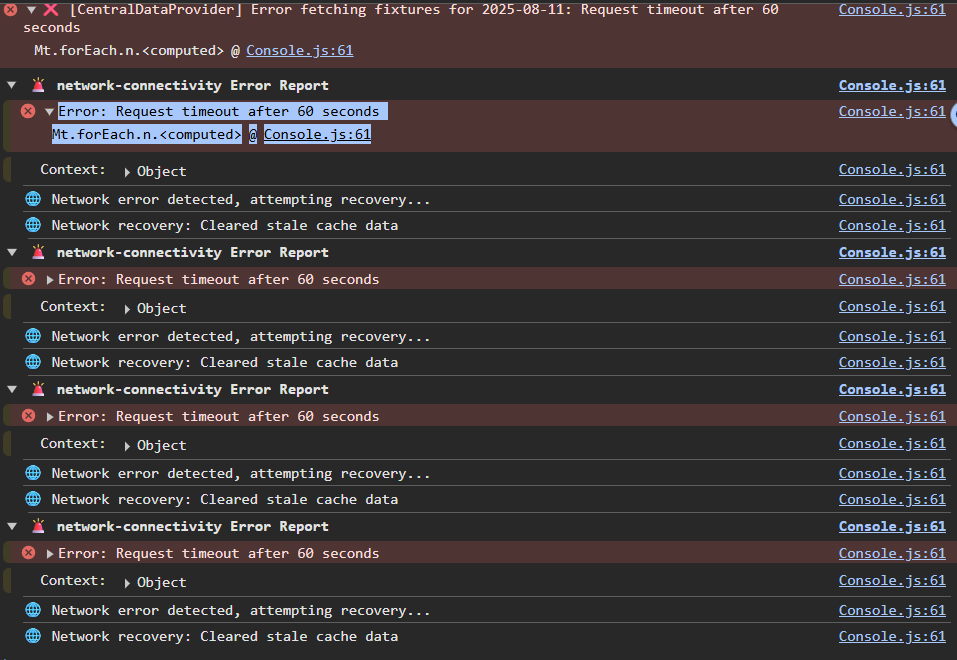 [CentralDataProvider] Error fetching fixtures for 2025-08-11: Request timeout after 60 Console.js:61
seconds
Mt.forEach.n.<computed> @ Console.js:61
network-connectivity Error Report Console.js:61
Error: Request timeout after 60 seconds Console.js:61
Mt.forEach.n.<computed> @ Console.js:61
Context: Object Console.js:61
Network error detected, attempting recovery... Console.js:61
Network recovery: Cleared stale cache data Console.js:61
network-connectivity Error Report Console.js:61
Error: Request timeout after 60 seconds Console.js:61
Context: Object Console.js:61
Network error detected, attempting recovery... Console.js:61
Network recovery: Cleared stale cache data Console.js:61
network-connectivity Error Report Console.js:61
Error: Request timeout after 60 seconds Console.js:61
Context: Object Console.js:61
Network error detected, attempting recovery... Console.js:61
Network recovery: Cleared stale cache data Console.js:61
network-connectivity Error Report Console.js:61
Error: Request timeout after 60 seconds Console.js:61
Context: Object Console.js:61
Network error detected, attempting recovery... Console.js:61
Network recovery: Cleared stale cache data Console.js:61